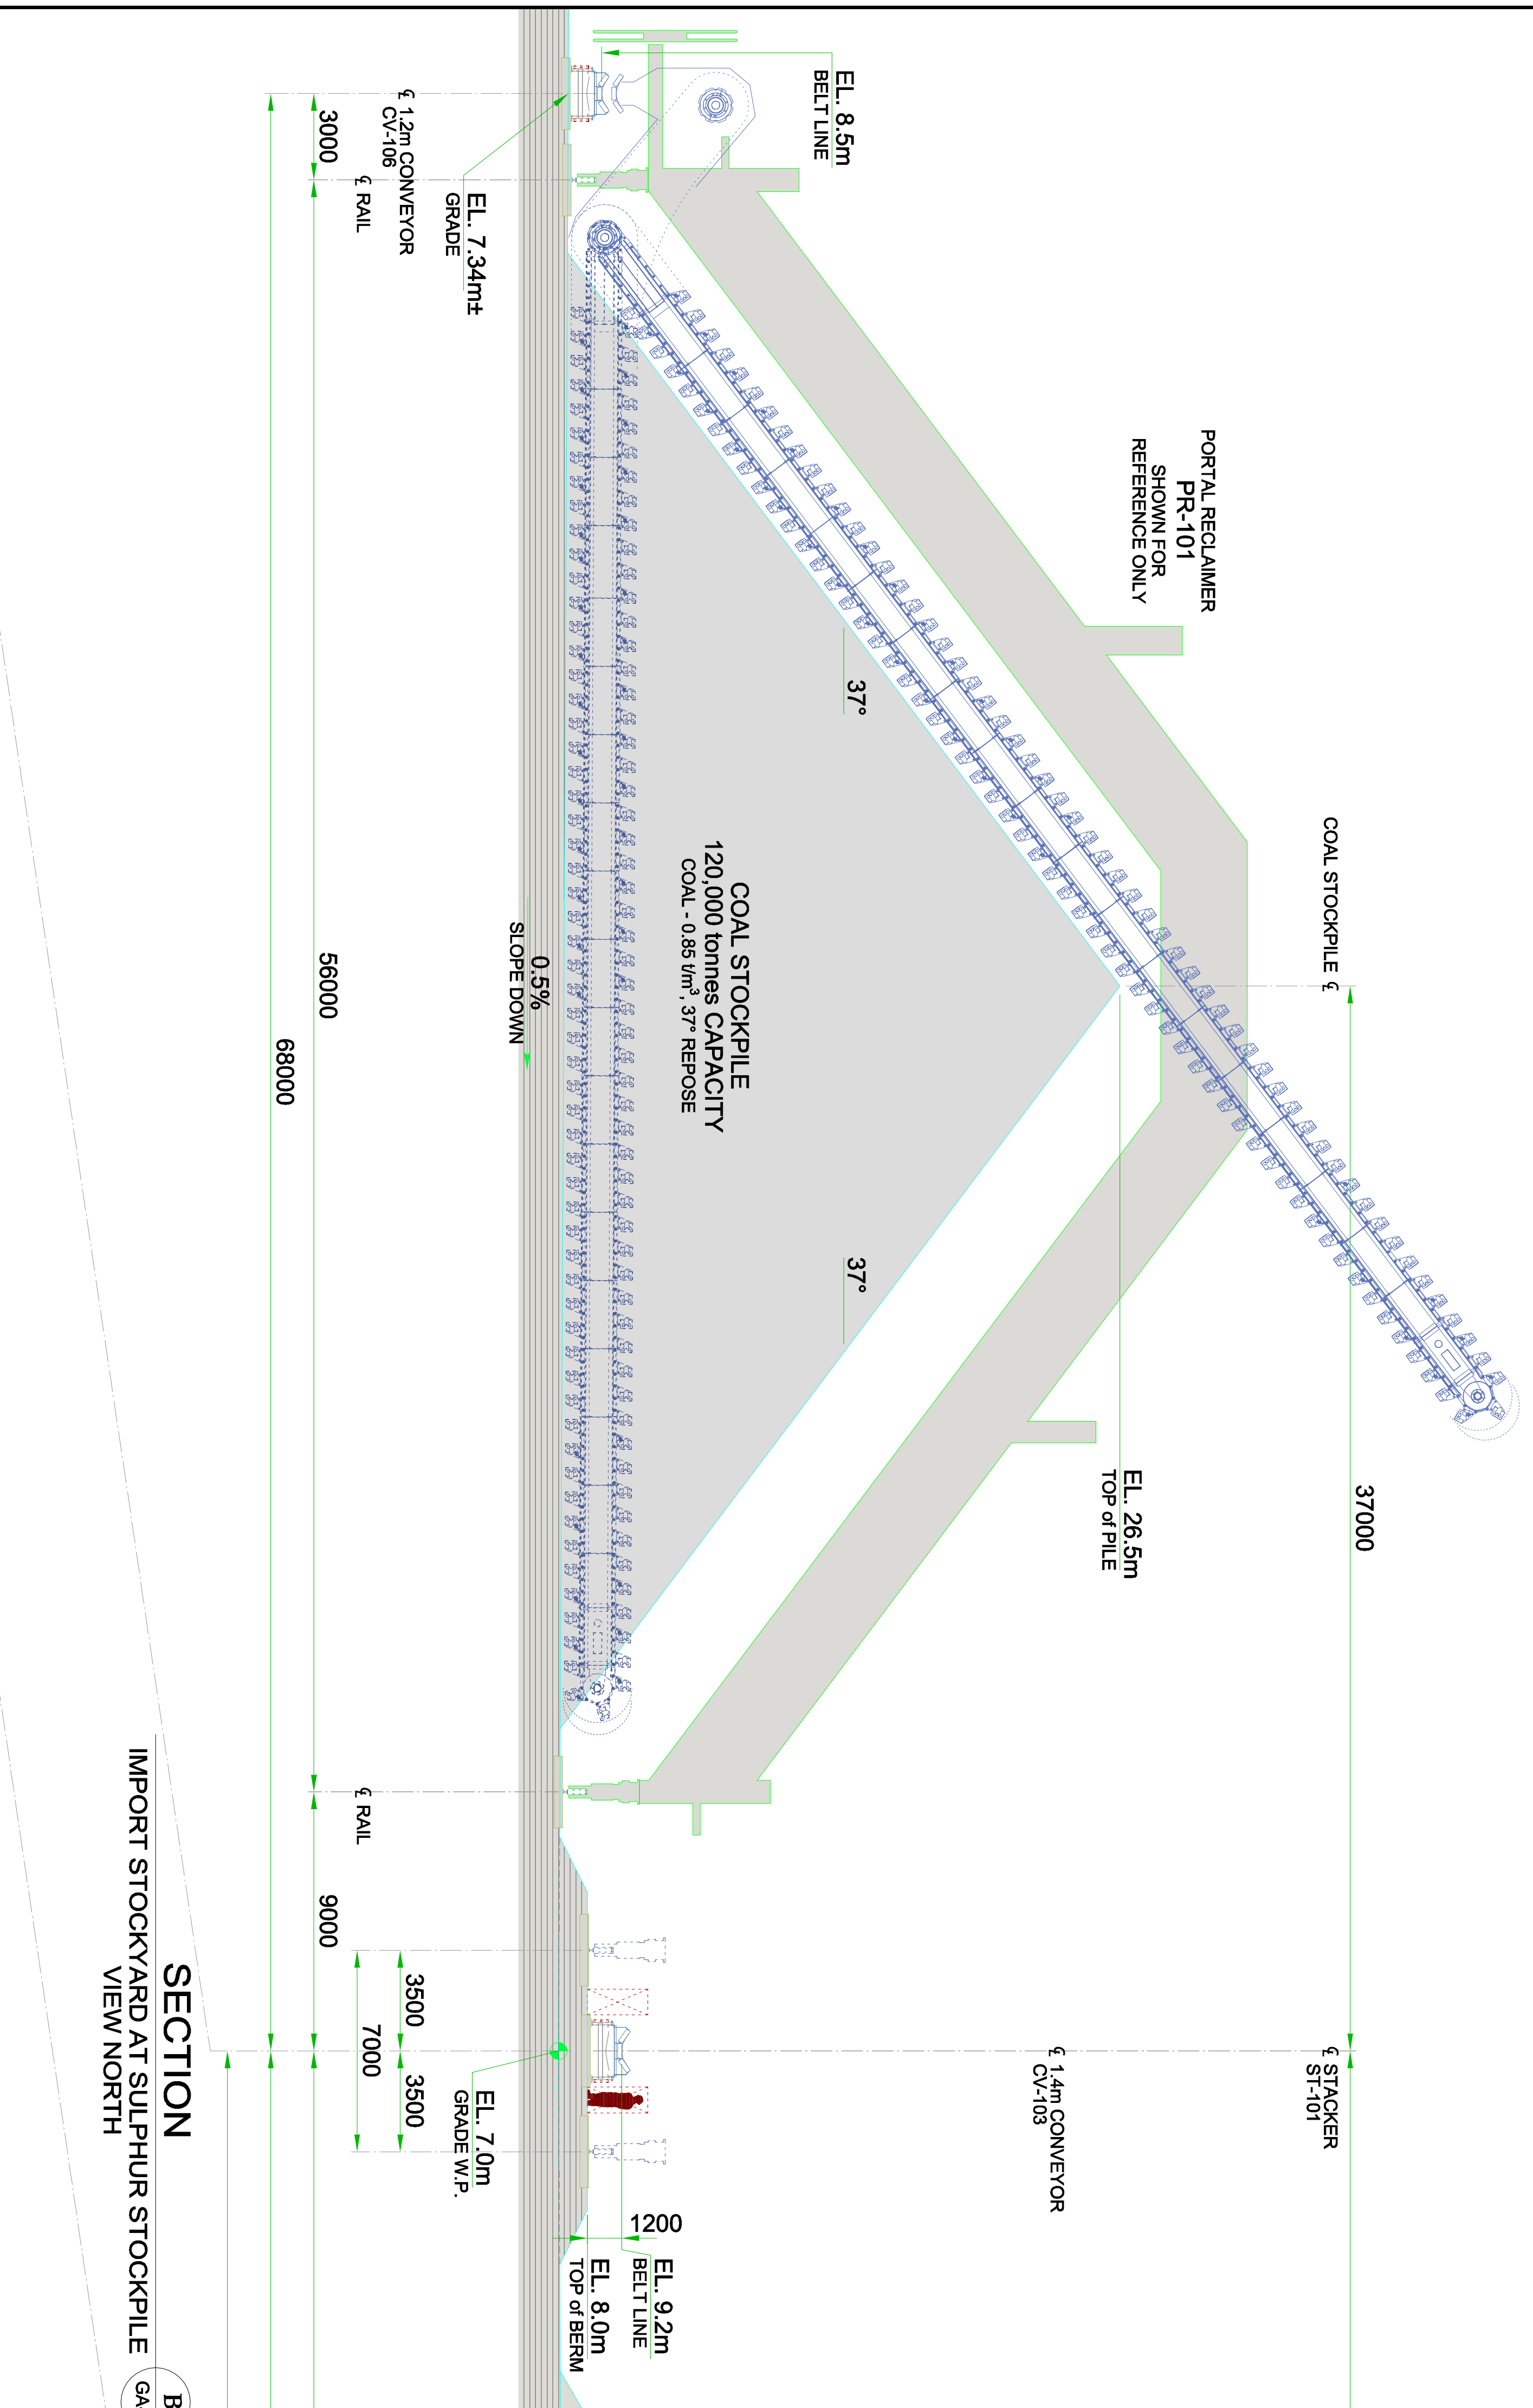 COAL STOCKPILE ℄
37000
℄ STACKER
ST-101
PORTAL RECLAIMER
PR-101
SHOWN FOR
REFERENCE ONLY
EL. 26.5m
TOP of PILE
℄ 1.4m CONVEYOR
CV-103
EL. 8.5m
BELT LINE
37°
37°
COAL STOCKPILE
120,000 tonnes CAPACITY
COAL - 0.85 t/m³, 37° REPOSE
1200
EL. 9.2m
BELT LINE
EL. 8.0m
TOP of BERM
0.5%
SLOPE DOWN
EL. 7.34m±
GRADE
EL. 7.0m
GRADE W.P.
℄ 1.2m CONVEYOR
CV-106
℄ RAIL
℄ RAIL
3500
3500
7000
3000
56000
9000
68000
SECTION
IMPORT STOCKYARD AT SULPHUR STOCKPILE
VIEW NORTH
B